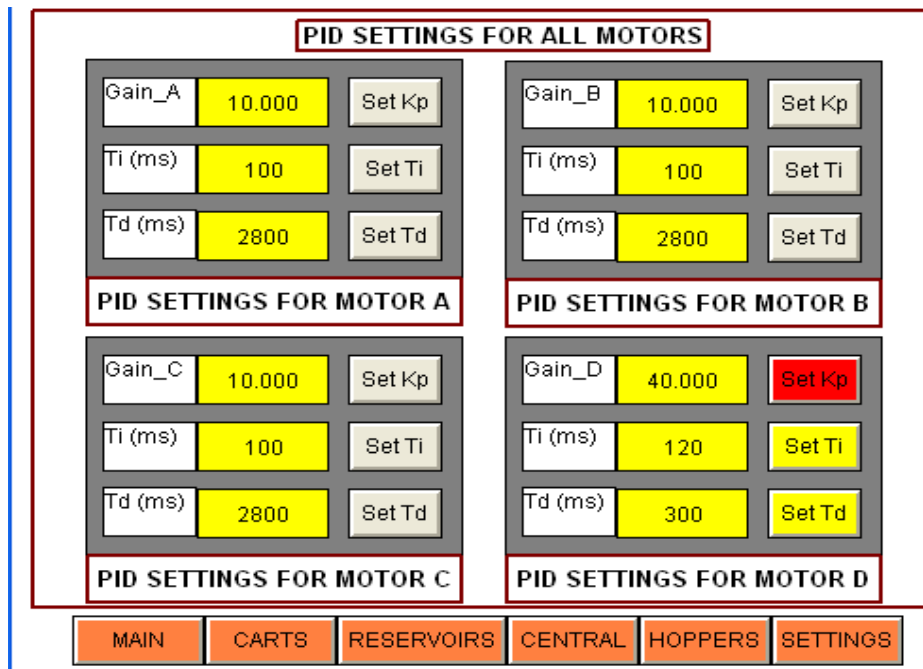 PID SETTINGS FOR ALL MOTORS
Gain_A 10.000 Set Kp
Ti (ms) 100 Set Ti
Td (ms) 2800 Set Td
PID SETTINGS FOR MOTOR A
Gain_B 10.000 Set Kp
Ti (ms) 100 Set Ti
Td (ms) 2800 Set Td
PID SETTINGS FOR MOTOR B
Gain_C 10.000 Set Kp
Ti (ms) 100 Set Ti
Td (ms) 2800 Set Td
PID SETTINGS FOR MOTOR C
Gain_D 40.000 Set Kp
Ti (ms) 120 Set Ti
Td (ms) 300 Set Td
PID SETTINGS FOR MOTOR D
MAIN CARTS RESERVOIRS CENTRAL HOPPERS SETTINGS